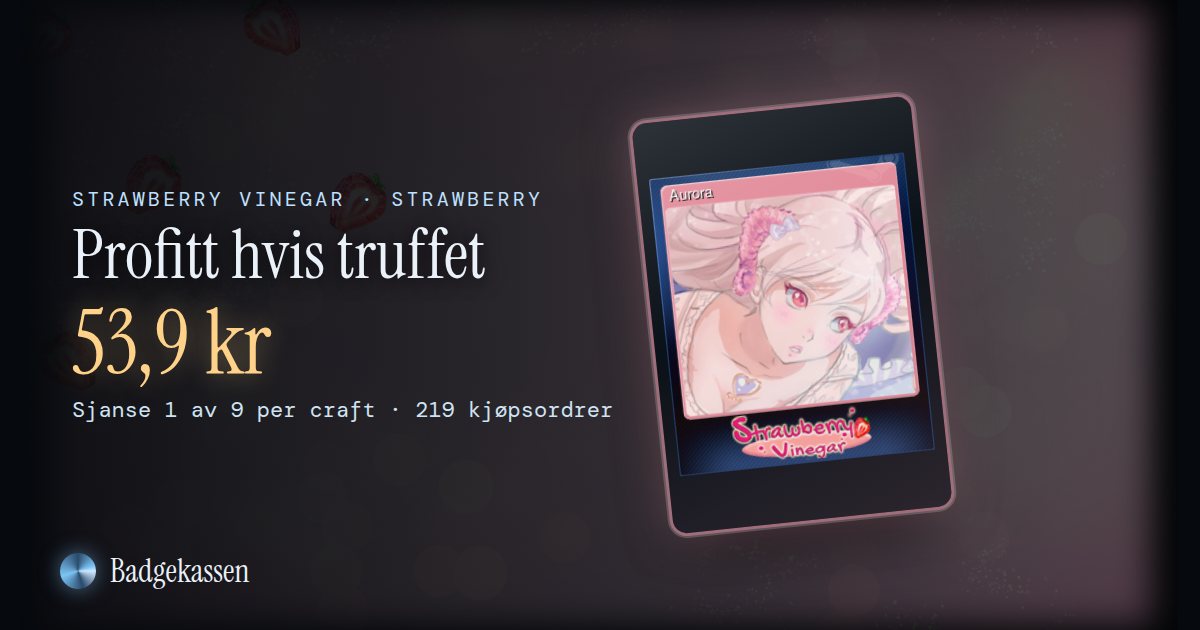 STRAWBERRY VINEGAR · STRAWBERRY
Profitt hvis truffet
53,9 kr
Sjanse 1 av 9 per craft · 219 kjøpsordrer
Aurora
Strawberry
Vinegar
Badgekassen